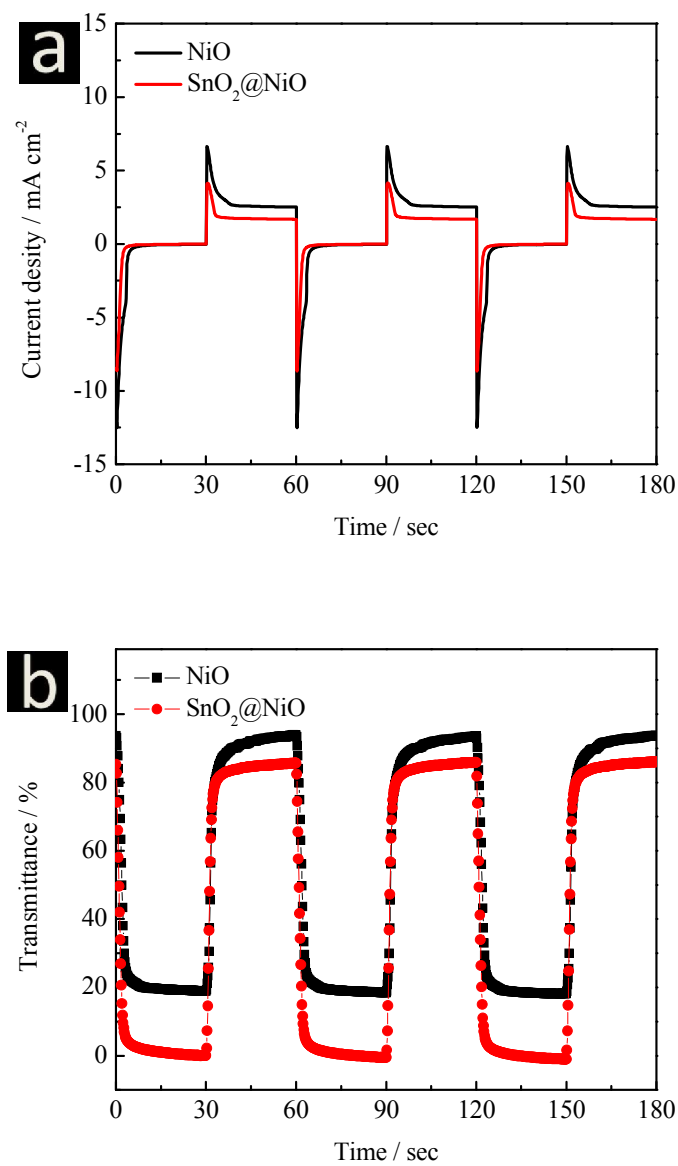 a
NiO
SnO₂@NiO
Current desity / mA cm⁻²
15
10
5
0
-5
-10
-15
0 30 60 90 120 150 180
Time / sec
b
NiO
SnO₂@NiO
Transmittance / %
100
80
60
40
20
0
0 30 60 90 120 150 180
Time / sec